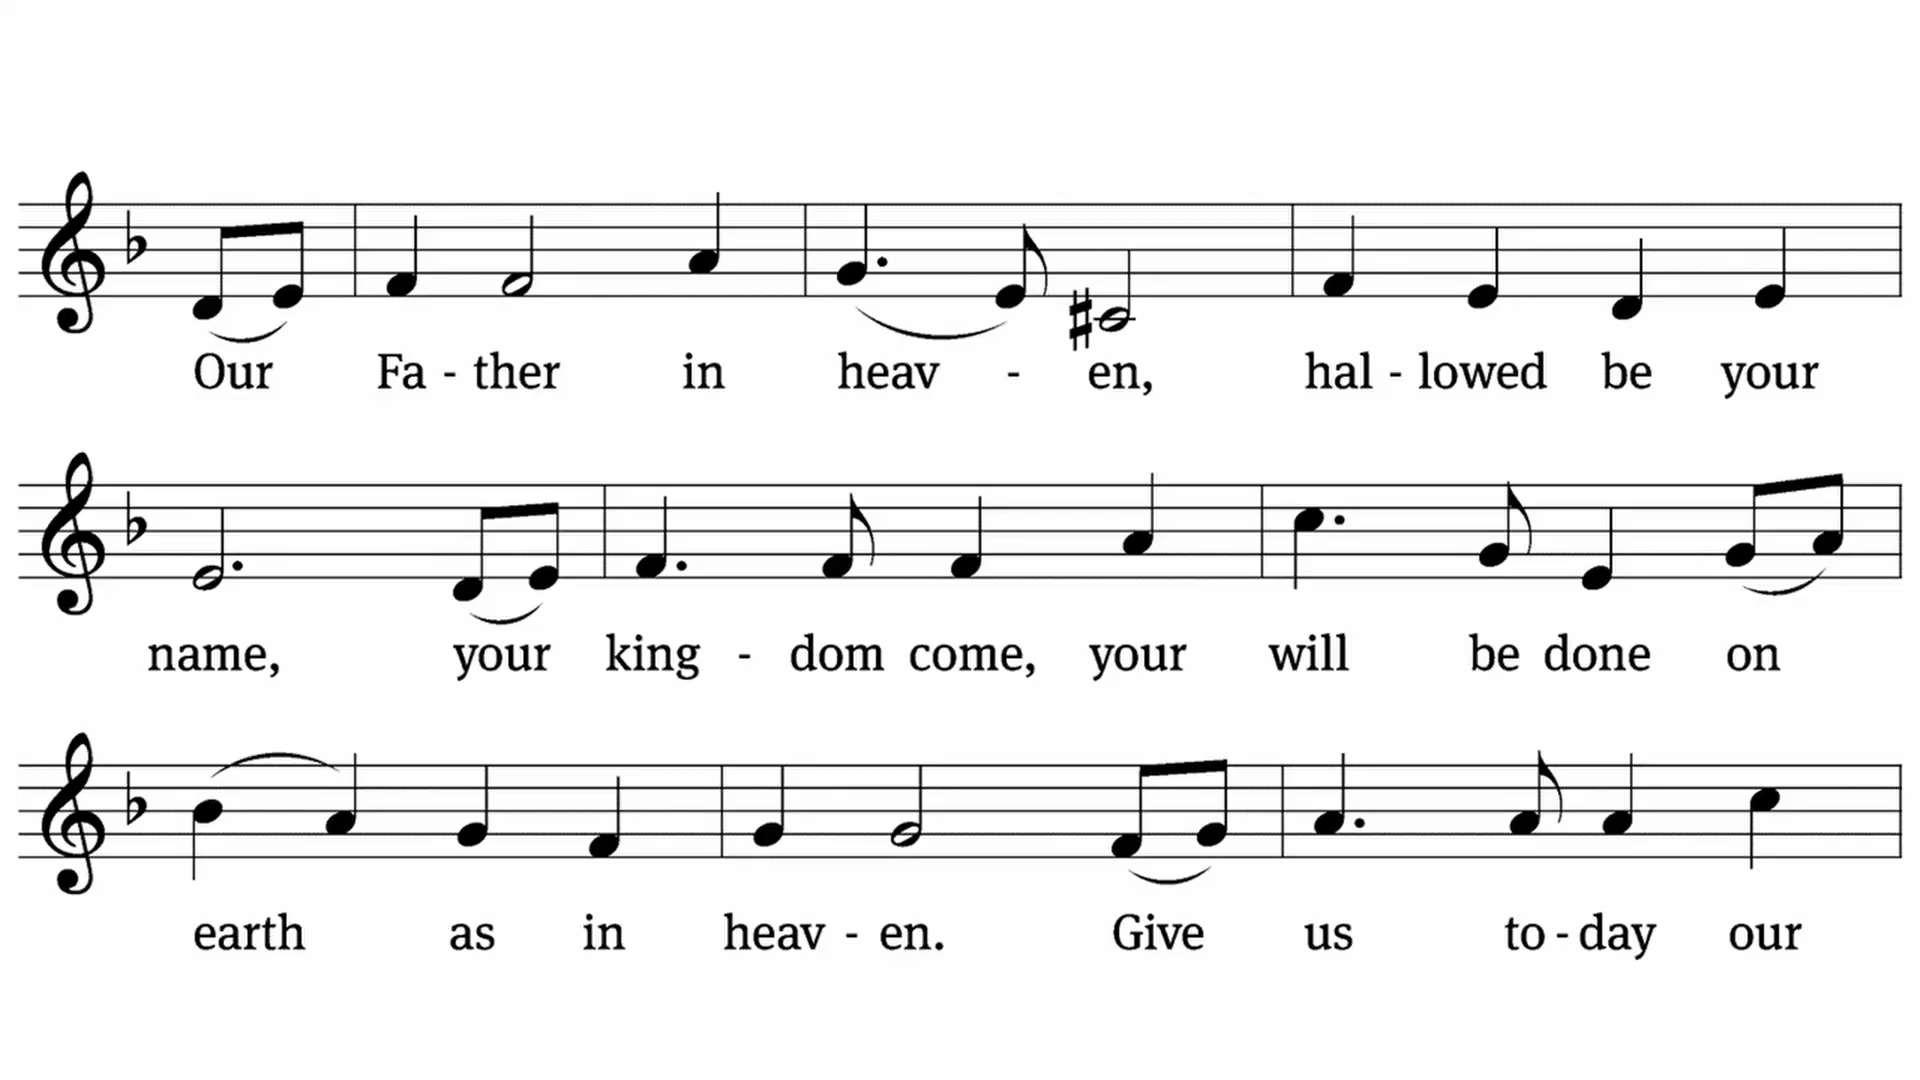 Our Fa - ther in heav - en, hal - lowed be your
name, your king - dom come, your will be done on
earth as in heav - en. Give us to - day our